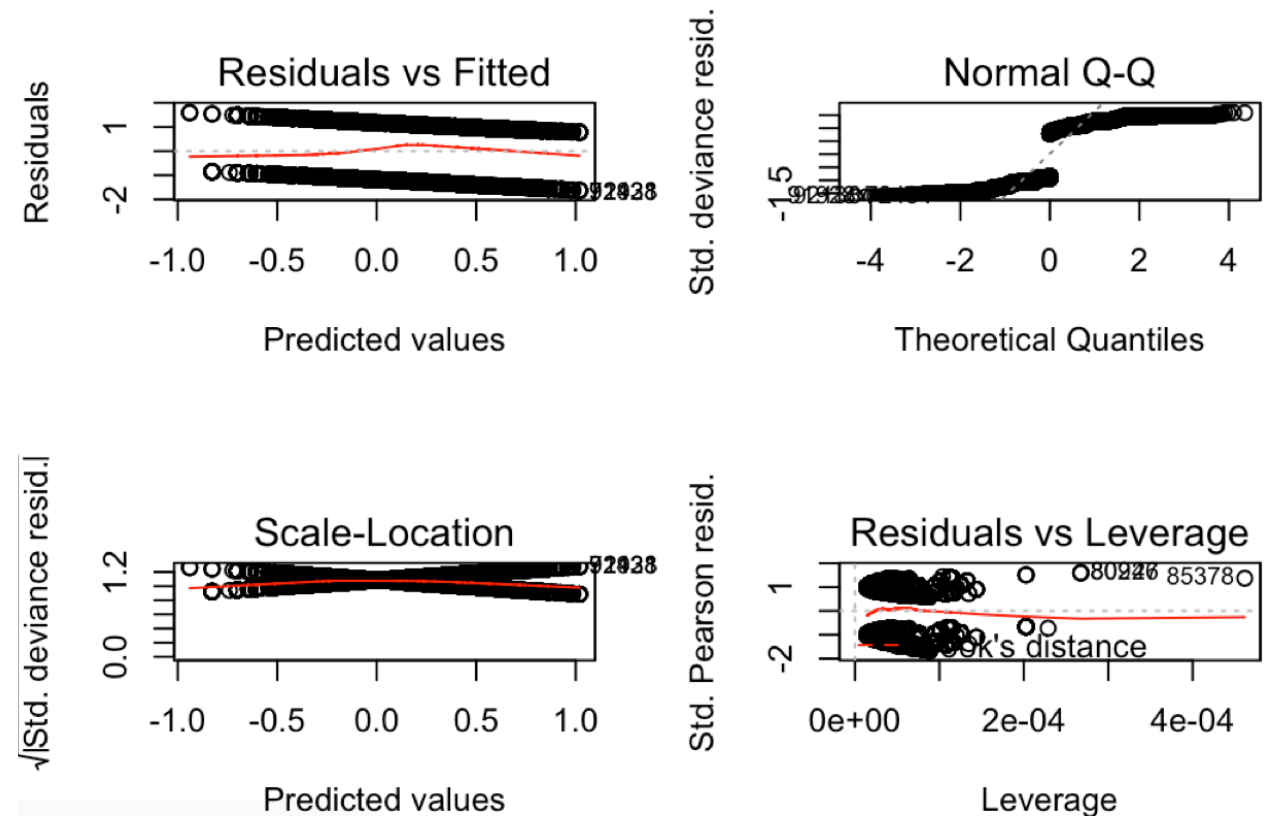 Residuals vs Fitted
Residuals
1
-2
-1.0 -0.5 0.0 0.5 1.0
Predicted values
Normal Q-Q
Std. deviance resid.
-1.5
-4 -2 0 2 4
Theoretical Quantiles
Scale-Location
√|Std. deviance resid.|
1.2
0.0
-1.0 -0.5 0.0 0.5 1.0
Predicted values
Residuals vs Leverage
Std. Pearson resid.
1
-2
85378
distance
0e+00 2e-04 4e-04
Leverage